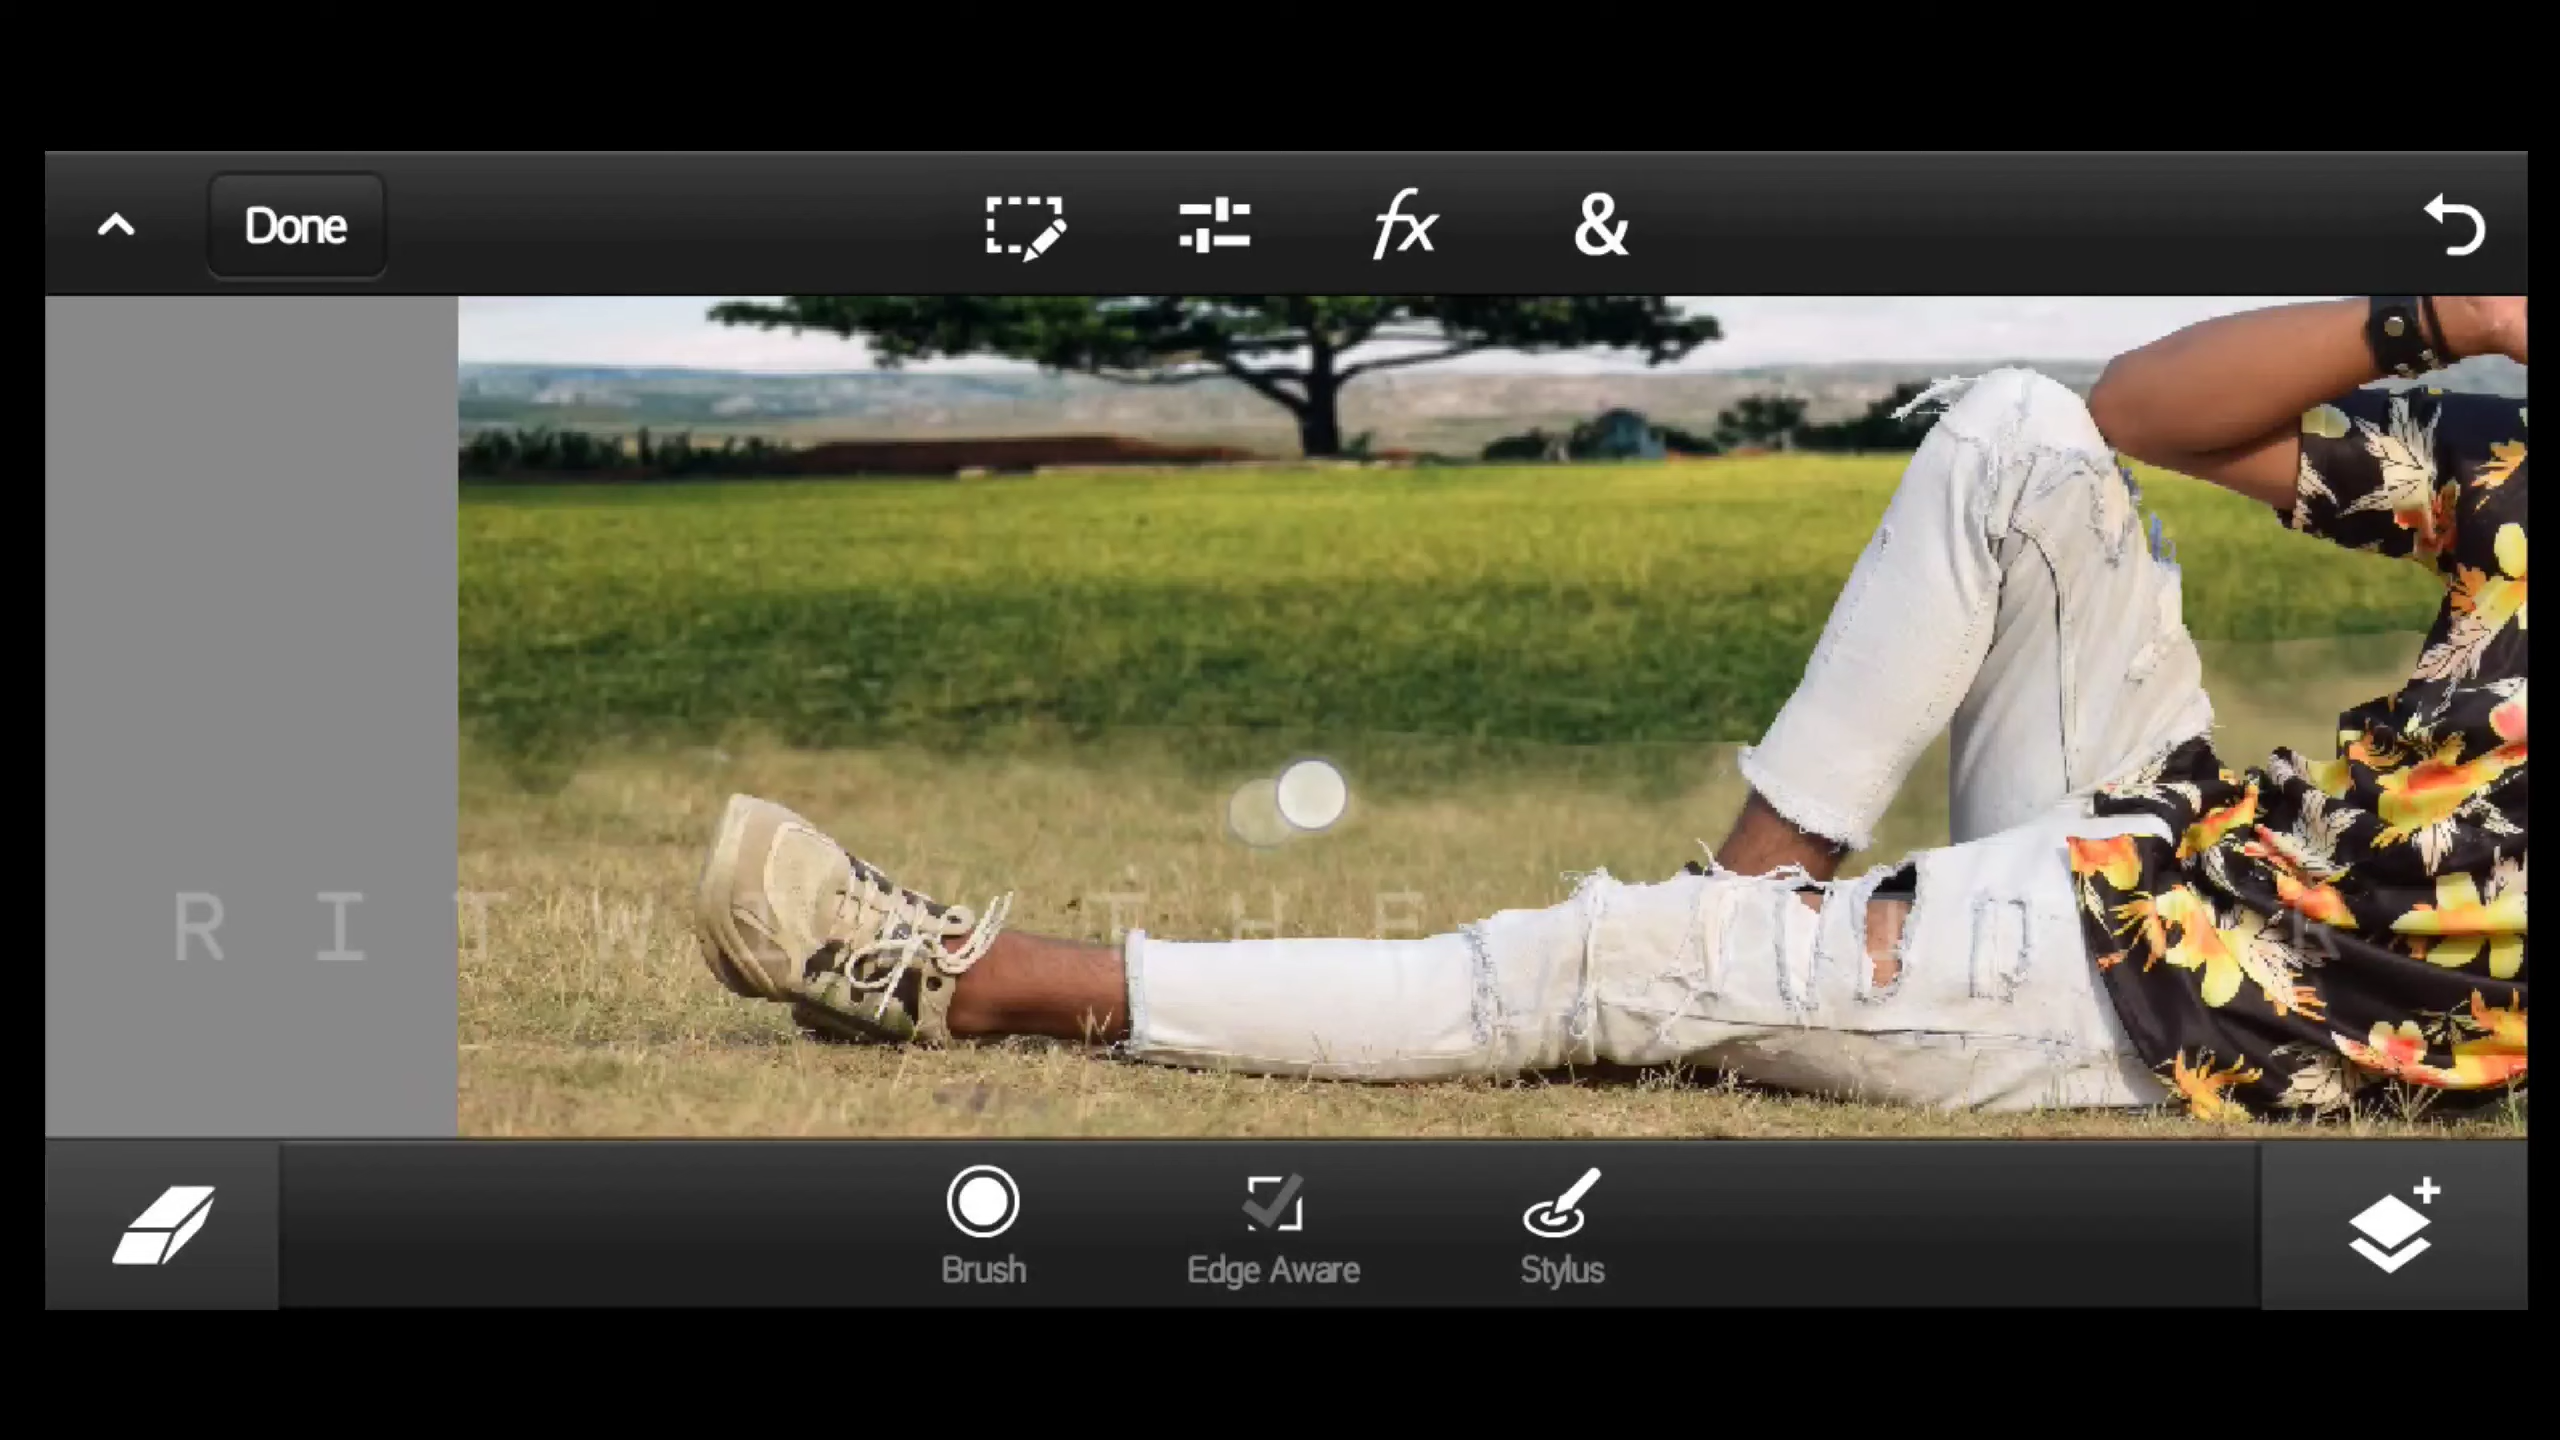 Done
fx
&
R I T W I
T H
R
Brush
Edge Aware
Stylus